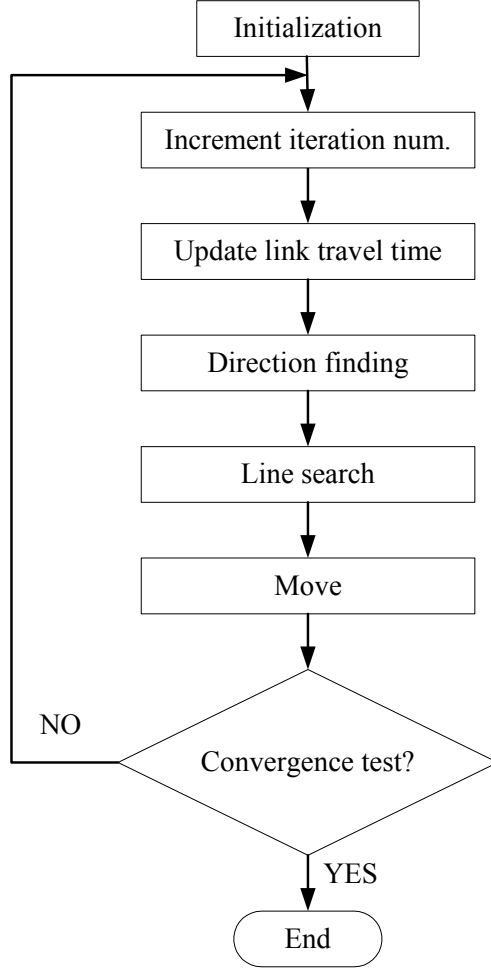 Initialization
Increment iteration num.
Update link travel time
Direction finding
Line search
Move
Convergence test?
NO
YES
End